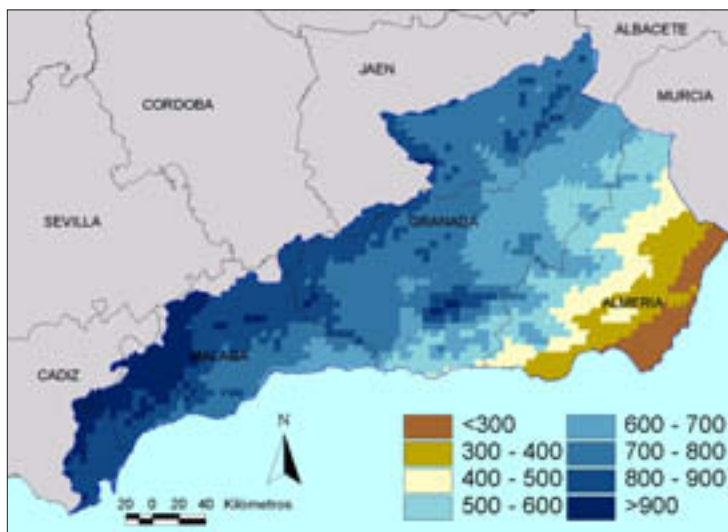 ALBACETE
JAEN
MURCIA
CORDOBA
SEVILLA
GRANADA
ALMERIA
MALAGA
CADIZ
N
<300
600 - 700
300 - 400
700 - 800
400 - 500
800 - 900
500 - 600
>900
20 0 20 40 Kilómetros